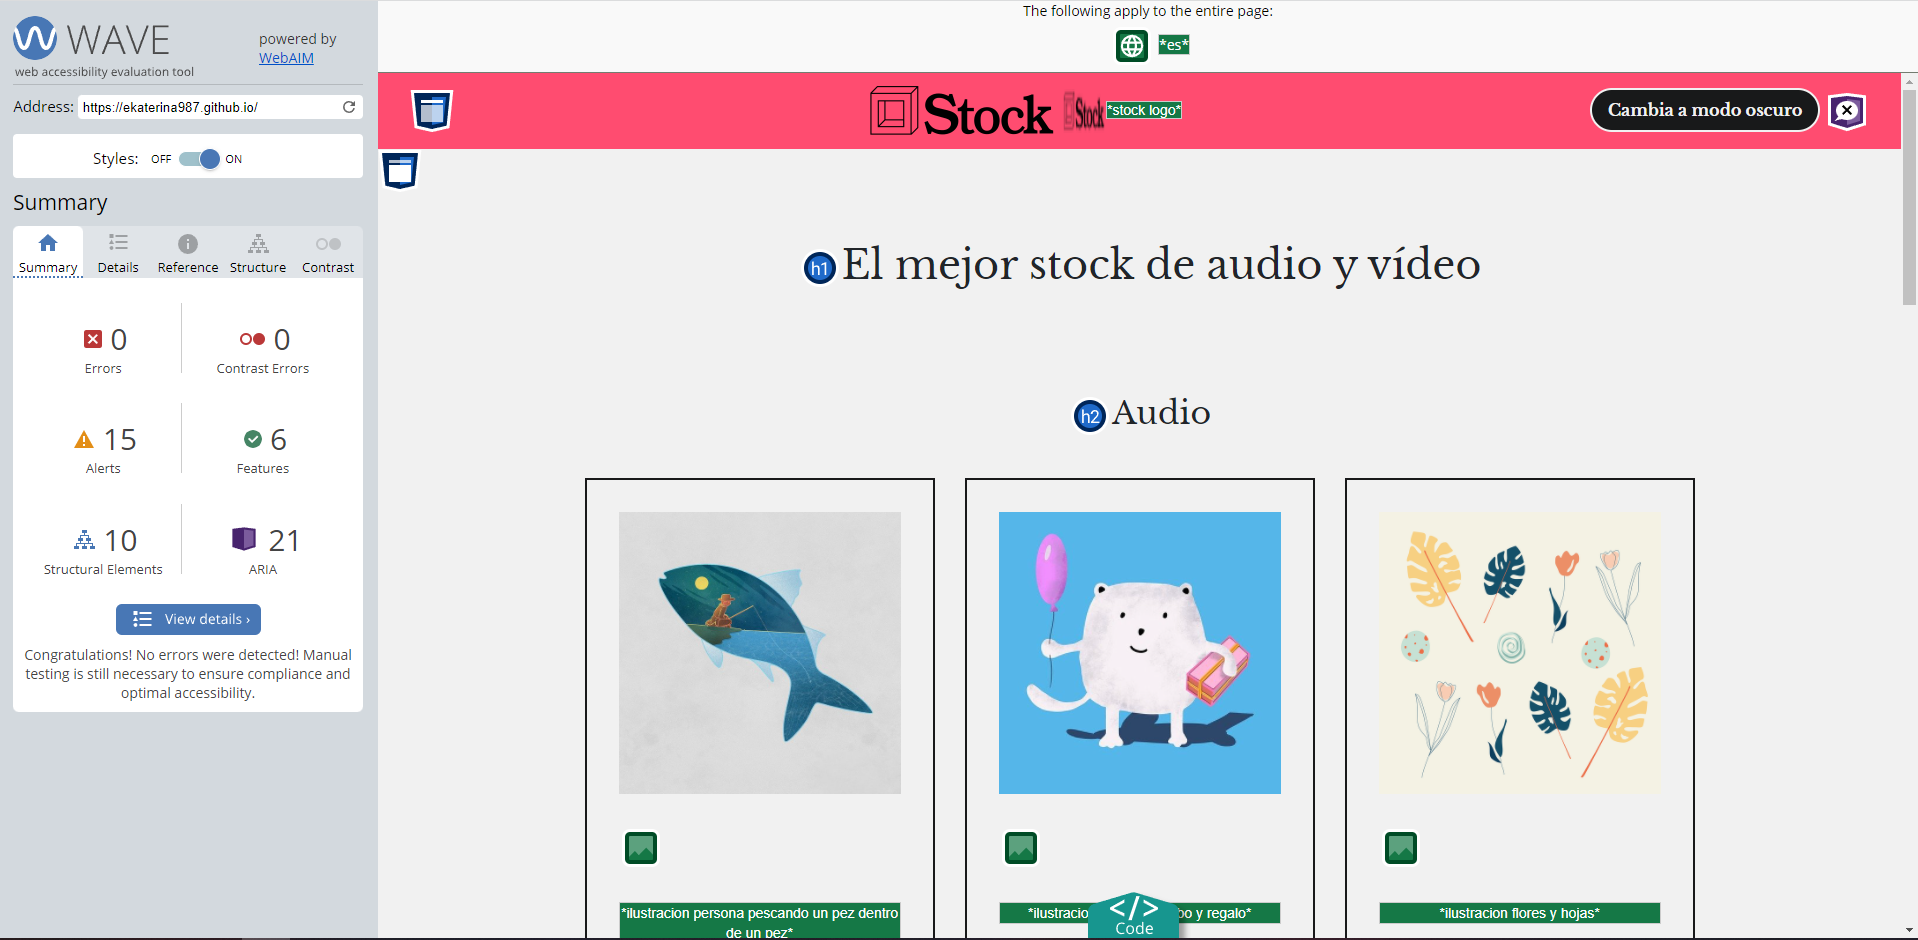 WAVE
web accessibility evaluation tool
powered by
WebAIM
Address: https://ekaterina987.github.io/
Styles: OFF ON
Summary
Summary Details Reference Structure Contrast
0
Errors
0
Contrast Errors
15
Alerts
6
Features
10
Structural Elements
21
ARIA
View details ›
Congratulations! No errors were detected! Manual
testing is still necessary to ensure compliance and
optimal accessibility.
The following apply to the entire page:
*es*
Stock Stock *stock logo*
Cambia a modo oscuro
h1 El mejor stock de audio y vídeo
h2 Audio
*ilustracion persona pescando un pez dentro
de un pez*
*ilustracio
o y regalo*
*ilustracion flores y hojas*
</> Code